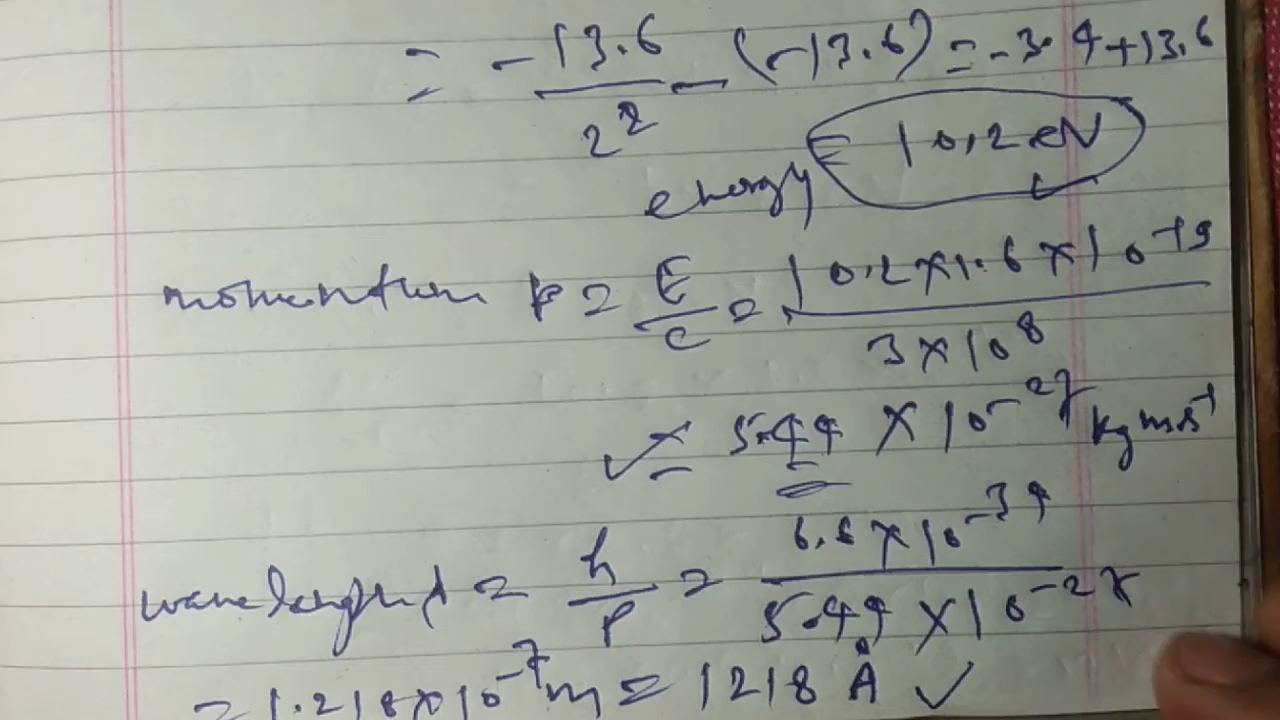 = -13.6/2² - (-13.6) = -3.4+13.6
energy E 10.2 eV
momentum p = E/c = 10.2×1.6×10⁻¹⁹/3×10⁸
= 5.44 × 10⁻²⁷ kg ms⁻¹
wavelength = h/p = 6.6×10⁻³⁴/5.44×10⁻²⁷
= 1.218×10⁻⁷m = 1218 Å ✓